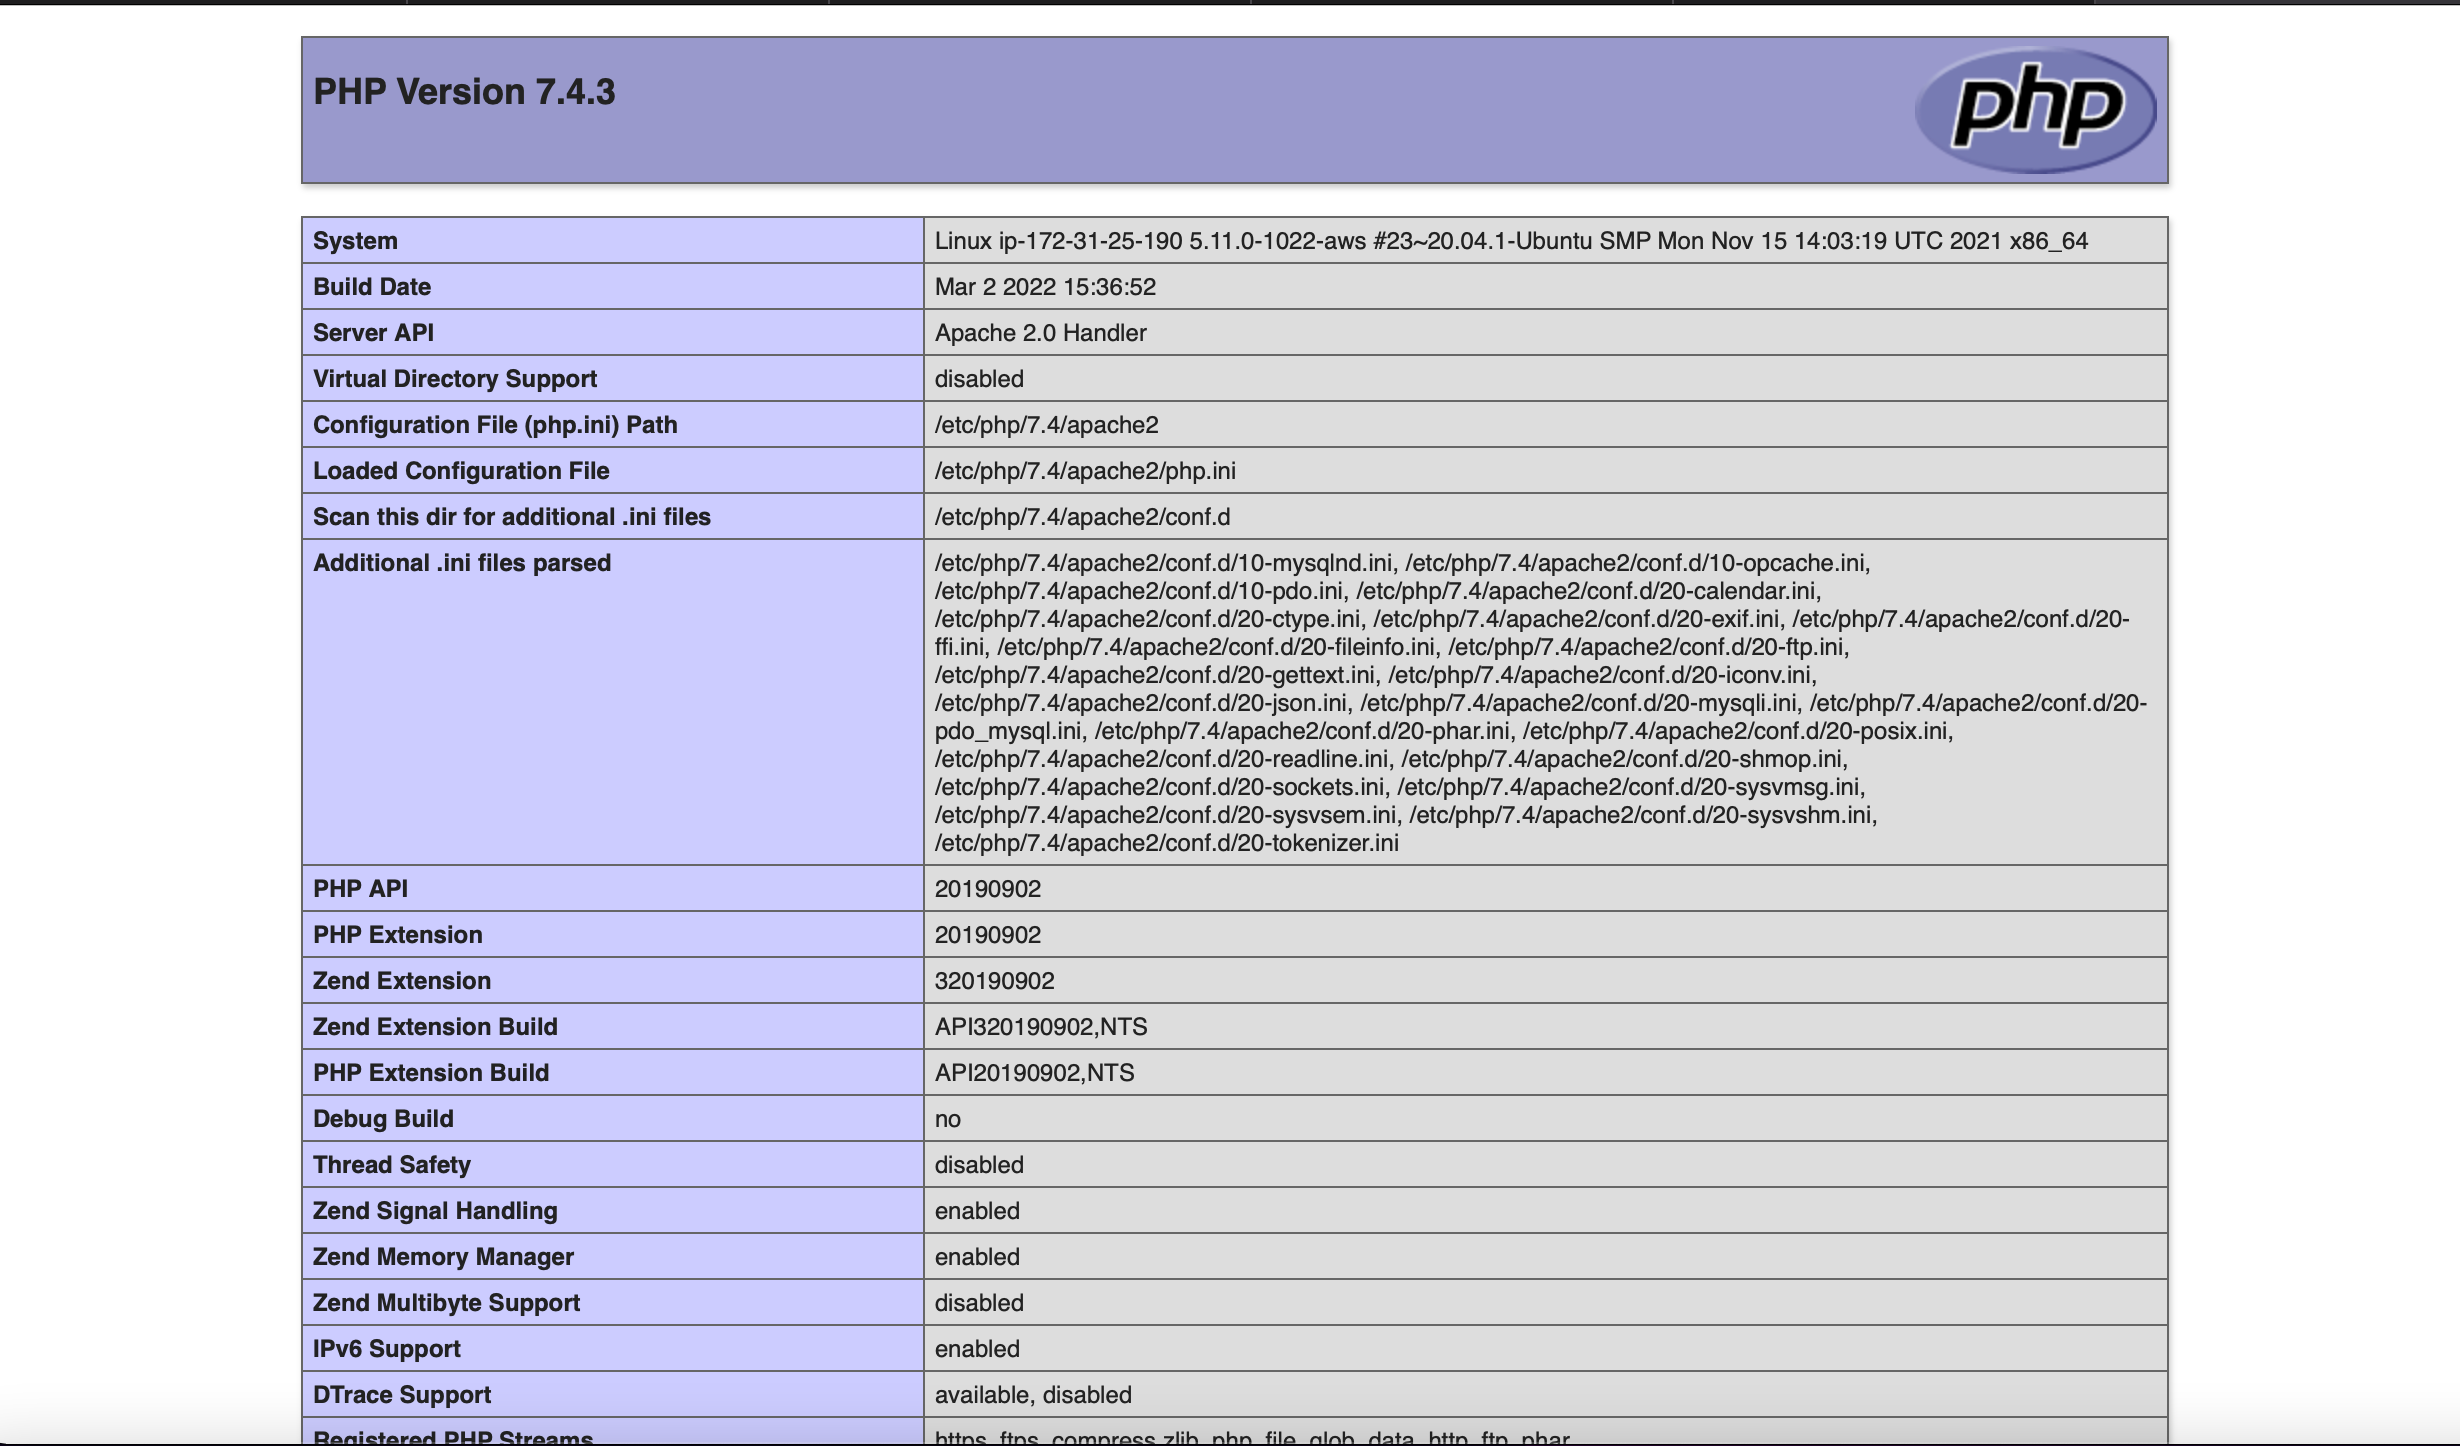 PHP Version 7.4.3
php
System Linux ip-172-31-25-190 5.11.0-1022-aws #23~20.04.1-Ubuntu SMP Mon Nov 15 14:03:19 UTC 2021 x86_64
Build Date Mar 2 2022 15:36:52
Server API Apache 2.0 Handler
Virtual Directory Support disabled
Configuration File (php.ini) Path /etc/php/7.4/apache2
Loaded Configuration File /etc/php/7.4/apache2/php.ini
Scan this dir for additional .ini files /etc/php/7.4/apache2/conf.d
Additional .ini files parsed /etc/php/7.4/apache2/conf.d/10-mysqlnd.ini, /etc/php/7.4/apache2/conf.d/10-opcache.ini,
/etc/php/7.4/apache2/conf.d/10-pdo.ini, /etc/php/7.4/apache2/conf.d/20-calendar.ini,
/etc/php/7.4/apache2/conf.d/20-ctype.ini, /etc/php/7.4/apache2/conf.d/20-exif.ini, /etc/php/7.4/apache2/conf.d/20-
ffi.ini, /etc/php/7.4/apache2/conf.d/20-fileinfo.ini, /etc/php/7.4/apache2/conf.d/20-ftp.ini,
/etc/php/7.4/apache2/conf.d/20-gettext.ini, /etc/php/7.4/apache2/conf.d/20-iconv.ini,
/etc/php/7.4/apache2/conf.d/20-json.ini, /etc/php/7.4/apache2/conf.d/20-mysqli.ini, /etc/php/7.4/apache2/conf.d/20-
pdo_mysql.ini, /etc/php/7.4/apache2/conf.d/20-phar.ini, /etc/php/7.4/apache2/conf.d/20-posix.ini,
/etc/php/7.4/apache2/conf.d/20-readline.ini, /etc/php/7.4/apache2/conf.d/20-shmop.ini,
/etc/php/7.4/apache2/conf.d/20-sockets.ini, /etc/php/7.4/apache2/conf.d/20-sysvmsg.ini,
/etc/php/7.4/apache2/conf.d/20-sysvsem.ini, /etc/php/7.4/apache2/conf.d/20-sysvshm.ini,
/etc/php/7.4/apache2/conf.d/20-tokenizer.ini
PHP API 20190902
PHP Extension 20190902
Zend Extension 320190902
Zend Extension Build API320190902,NTS
PHP Extension Build API20190902,NTS
Debug Build no
Thread Safety disabled
Zend Signal Handling enabled
Zend Memory Manager enabled
Zend Multibyte Support disabled
IPv6 Support enabled
DTrace Support available, disabled
Registered PHP Streams https, ftps, compress.zlib, php, file, glob, data, http, ftp, phar